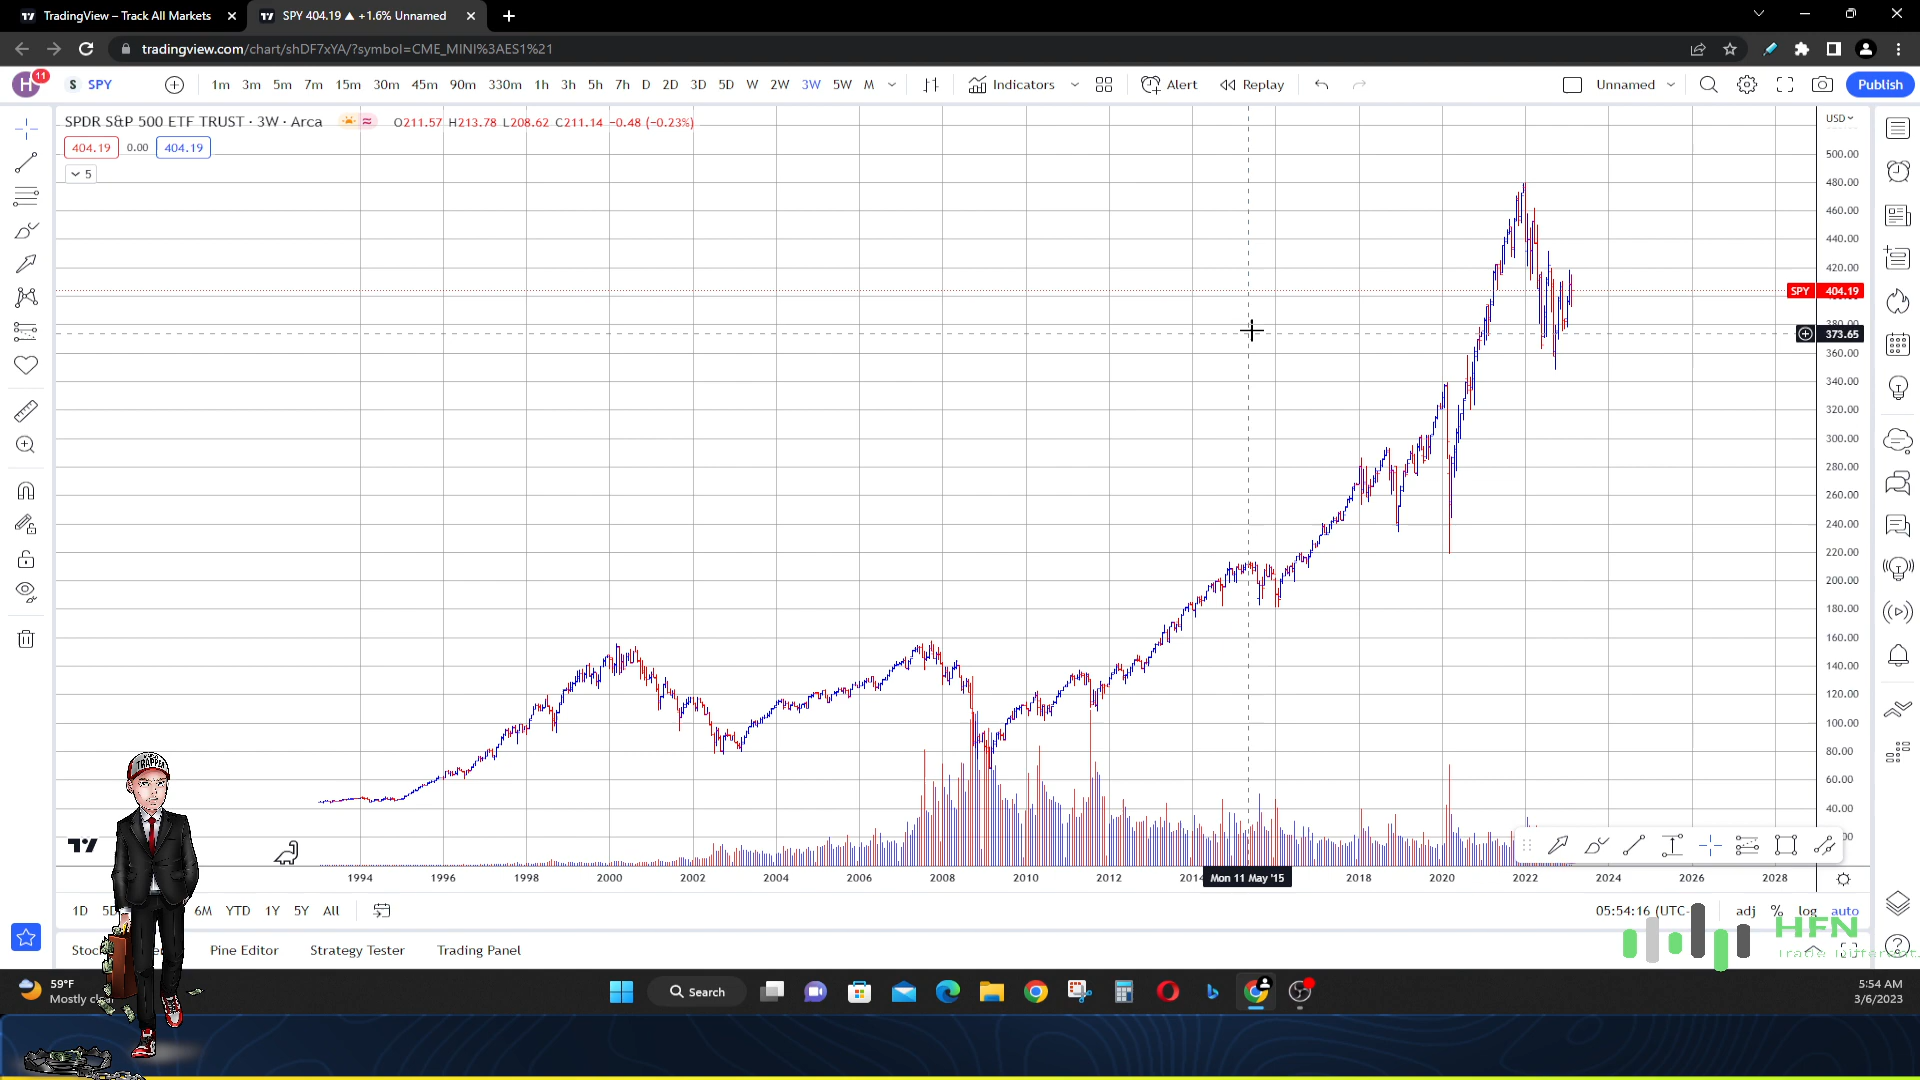 TradingView – Track All Markets
SPY 404.19 ▲ +1.6% Unnamed
tradingview.com/chart/shDF7xYA/?symbol=CME_MINI%3AES1%21
H 11 S SPY 1m 3m 5m 7m 15m 30m 45m 90m 330m 1h 3h 5h 7h D 2D 3D 5D W 2W 3W 5W M Indicators Alert Replay Unnamed Publish
SPDR S&P 500 ETF TRUST · 3W · Arca O211.57 H213.78 L208.62 C211.14 −0.48 (−0.23%)
404.19 0.00 404.19
5
USD
500.00
480.00
460.00
440.00
420.00
SPY 404.19
380.00
373.65
360.00
340.00
320.00
300.00
280.00
260.00
240.00
220.00
200.00
180.00
160.00
140.00
120.00
100.00
80.00
60.00
40.00
TRAPPER
1994 1996 1998 2000 2002 2004 2006 2008 2010 2012 2014 Mon 11 May '15 2018 2020 2022 2024 2026 2028
1D 6M YTD 1Y 5Y All
05:54:16 (UTC- adj % log auto
Pine Editor Strategy Tester Trading Panel
HFN
Trade Different
59°F
Mostly
Search
5:54 AM
3/6/2023